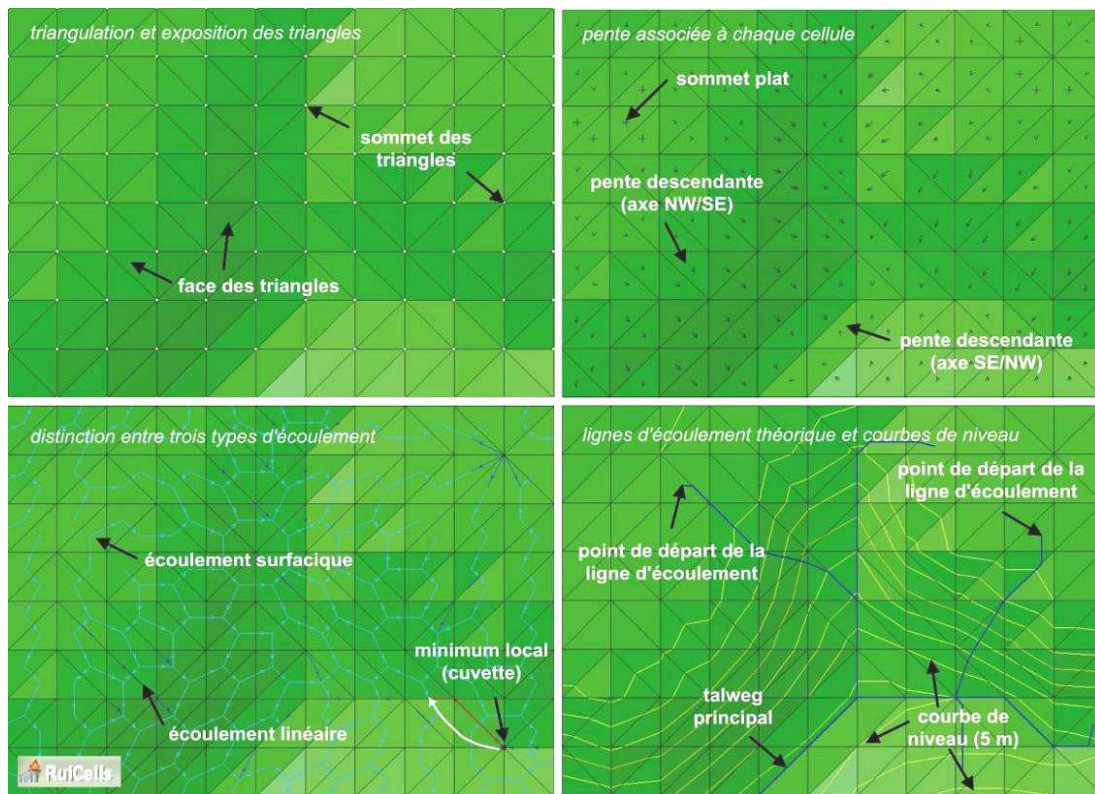 triangulation et exposition des triangles
sommet des
triangles
face des triangles
pente associée à chaque cellule
sommet plat
pente descendante
(axe NW/SE)
pente descendante
(axe SE/NW)
distinction entre trois types d'écoulement
écoulement surfacique
minimum local
(cuvette)
écoulement linéaire
RuiCells
lignes d'écoulement théorique et courbes de niveau
point de départ de la
ligne d'écoulement
point de départ de la
ligne d'écoulement
talweg
principal
courbe de
niveau (5 m)